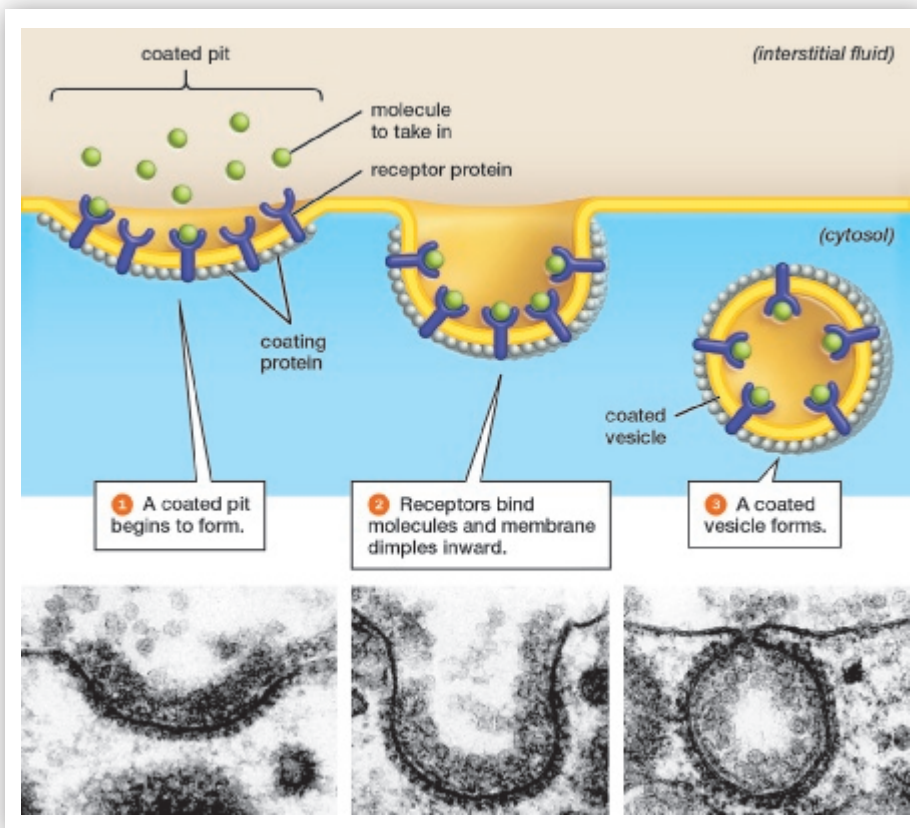 coated pit
(interstitial fluid)
molecule
to take in
receptor protein
(cytosol)
coating
protein
coated
vesicle
1 A coated pit
begins to form.
2 Receptors bind
molecules and membrane
dimples inward.
3 A coated
vesicle forms.